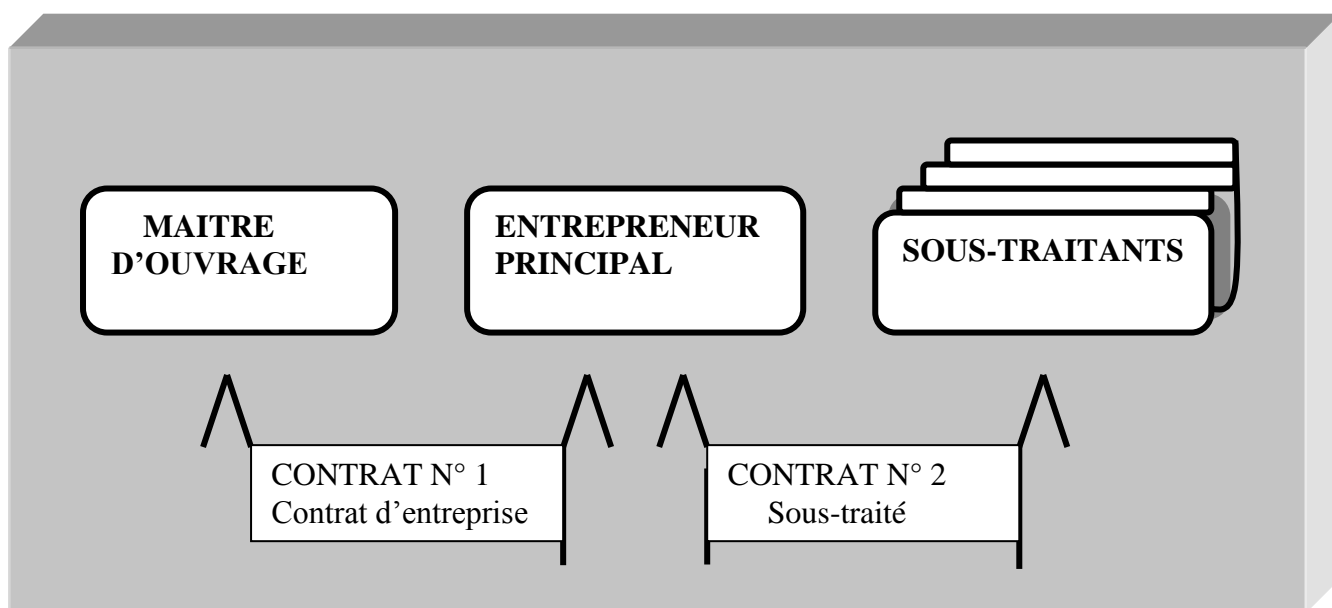 MAITRE
D’OUVRAGE
ENTREPRENEUR
PRINCIPAL
SOUS-TRAITANTS
CONTRAT N° 1
Contrat d’entreprise
CONTRAT N° 2
Sous-traité